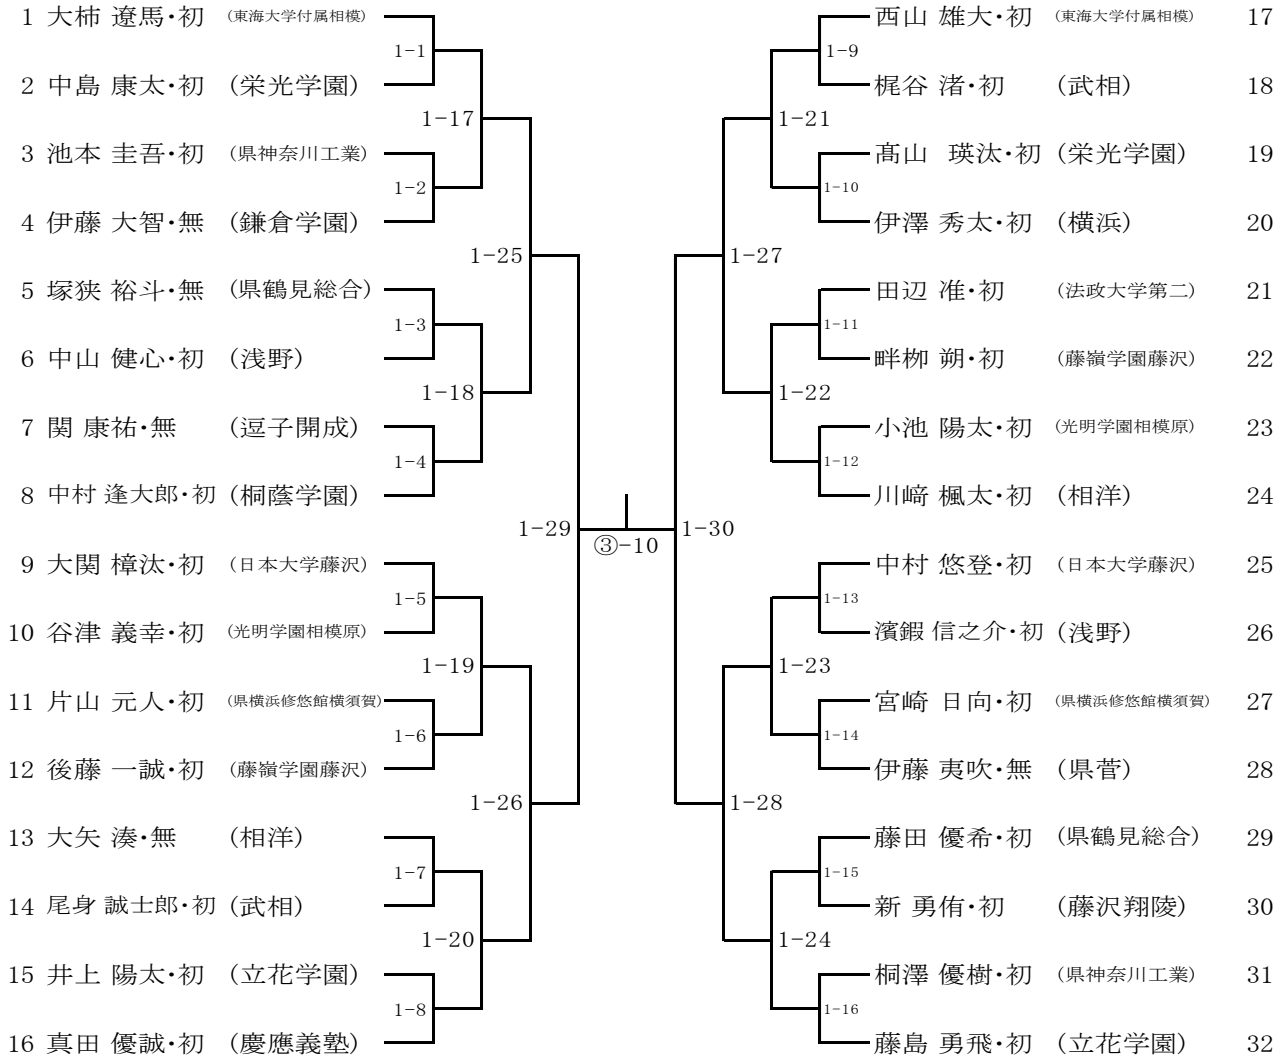 1 大柿 遼馬・初 (東海大学付属相模)
1-1
2 中島 康太・初 (栄光学園)
1-17
3 池本 圭吾・初 (県神奈川工業)
1-2
4 伊藤 大智・無 (鎌倉学園)
1-25
5 塚狭 裕斗・無 (県鶴見総合)
1-3
6 中山 健心・初 (浅野)
1-18
7 関 康祐・無 (逗子開成)
1-4
8 中村 逢大郎・初 (桐蔭学園)
1-29
9 大関 樟汰・初 (日本大学藤沢)
1-5
10 谷津 義幸・初 (光明学園相模原)
1-19
11 片山 元人・初 (県横浜修悠館横須賀)
1-6
12 後藤 一誠・初 (藤嶺学園藤沢)
1-26
13 大矢 湊・無 (相洋)
1-7
14 尾身 誠士郎・初 (武相)
1-20
15 井上 陽太・初 (立花学園)
1-8
16 真田 優誠・初 (慶應義塾)
③-10
西山 雄大・初 (東海大学付属相模) 17
1-9
梶谷 渚・初 (武相) 18
1-21
髙山 瑛汰・初 (栄光学園) 19
1-10
伊澤 秀太・初 (横浜) 20
1-27
田辺 准・初 (法政大学第二) 21
1-11
畔栁 朔・初 (藤嶺学園藤沢) 22
1-22
小池 陽太・初 (光明学園相模原) 23
1-12
川﨑 楓太・初 (相洋) 24
1-30
中村 悠登・初 (日本大学藤沢) 25
1-13
濱鍜 信之介・初 (浅野) 26
1-23
宮崎 日向・初 (県横浜修悠館横須賀) 27
1-14
伊藤 夷吹・無 (県菅) 28
1-28
藤田 優希・初 (県鶴見総合) 29
1-15
新 勇侑・初 (藤沢翔陵) 30
1-24
桐澤 優樹・初 (県神奈川工業) 31
1-16
藤島 勇飛・初 (立花学園) 32